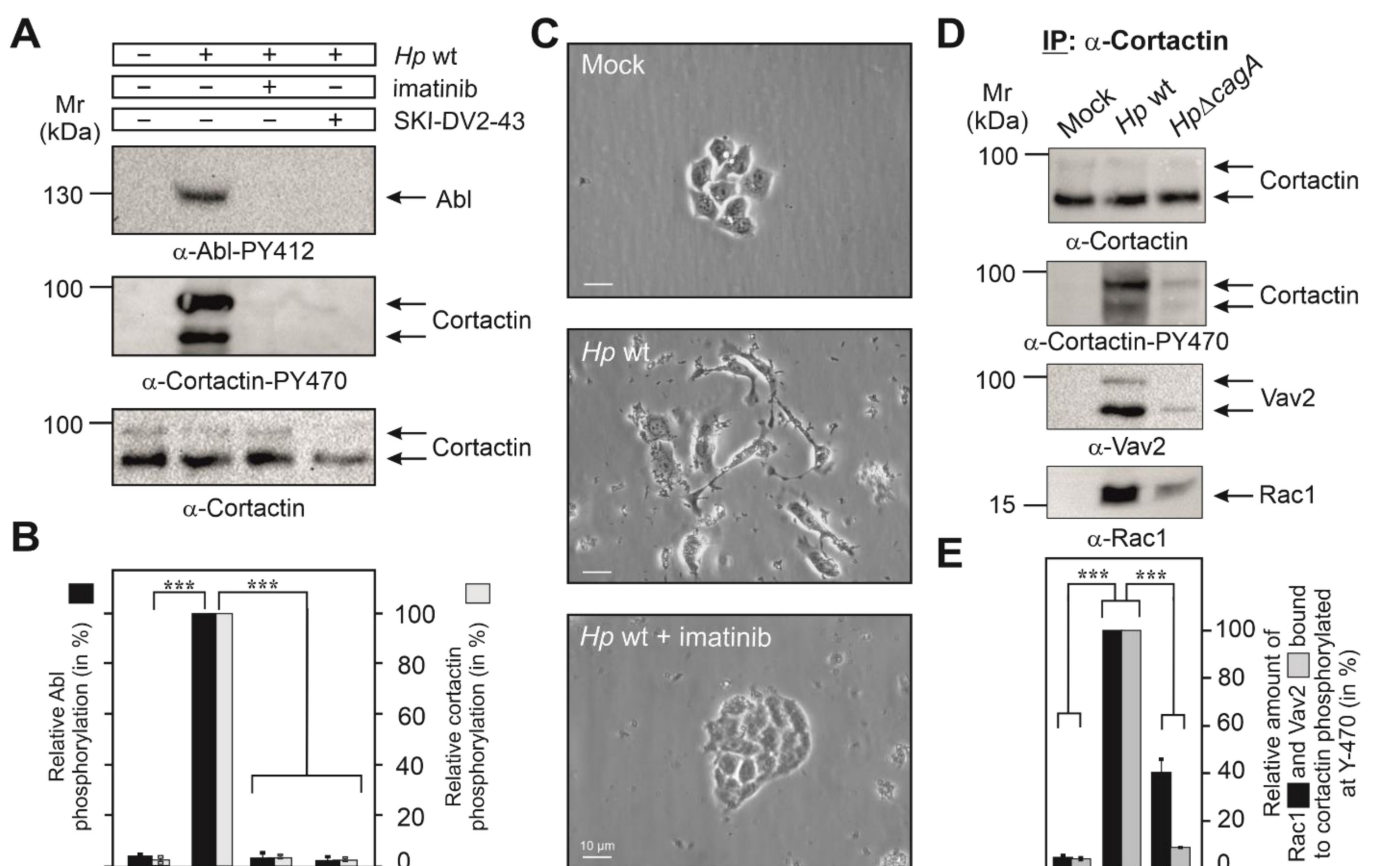 A
− + + + Hp wt
− − + − imatinib
− − − + SKI-DV2-43
Mr
(kDa)
130
Abl
α-Abl-PY412
100
Cortactin
α-Cortactin-PY470
100
Cortactin
α-Cortactin
B
*** ***
Relative Abl
phosphorylation (in %)
100
80
60
40
20
0
Relative cortactin
phosphorylation (in %)
C
Mock
Hp wt
Hp wt + imatinib
10 µm
D
IP: α-Cortactin
Mr
(kDa)
Mock
Hp wt
HpΔcagA
100
Cortactin
α-Cortactin
100
Cortactin
α-Cortactin-PY470
100
Vav2
α-Vav2
15
Rac1
α-Rac1
E
*** ***
100
80
60
40
20
0
Relative amount of
Rac1 and Vav2 bound
to cortactin phosphorylated
at Y-470 (in %)